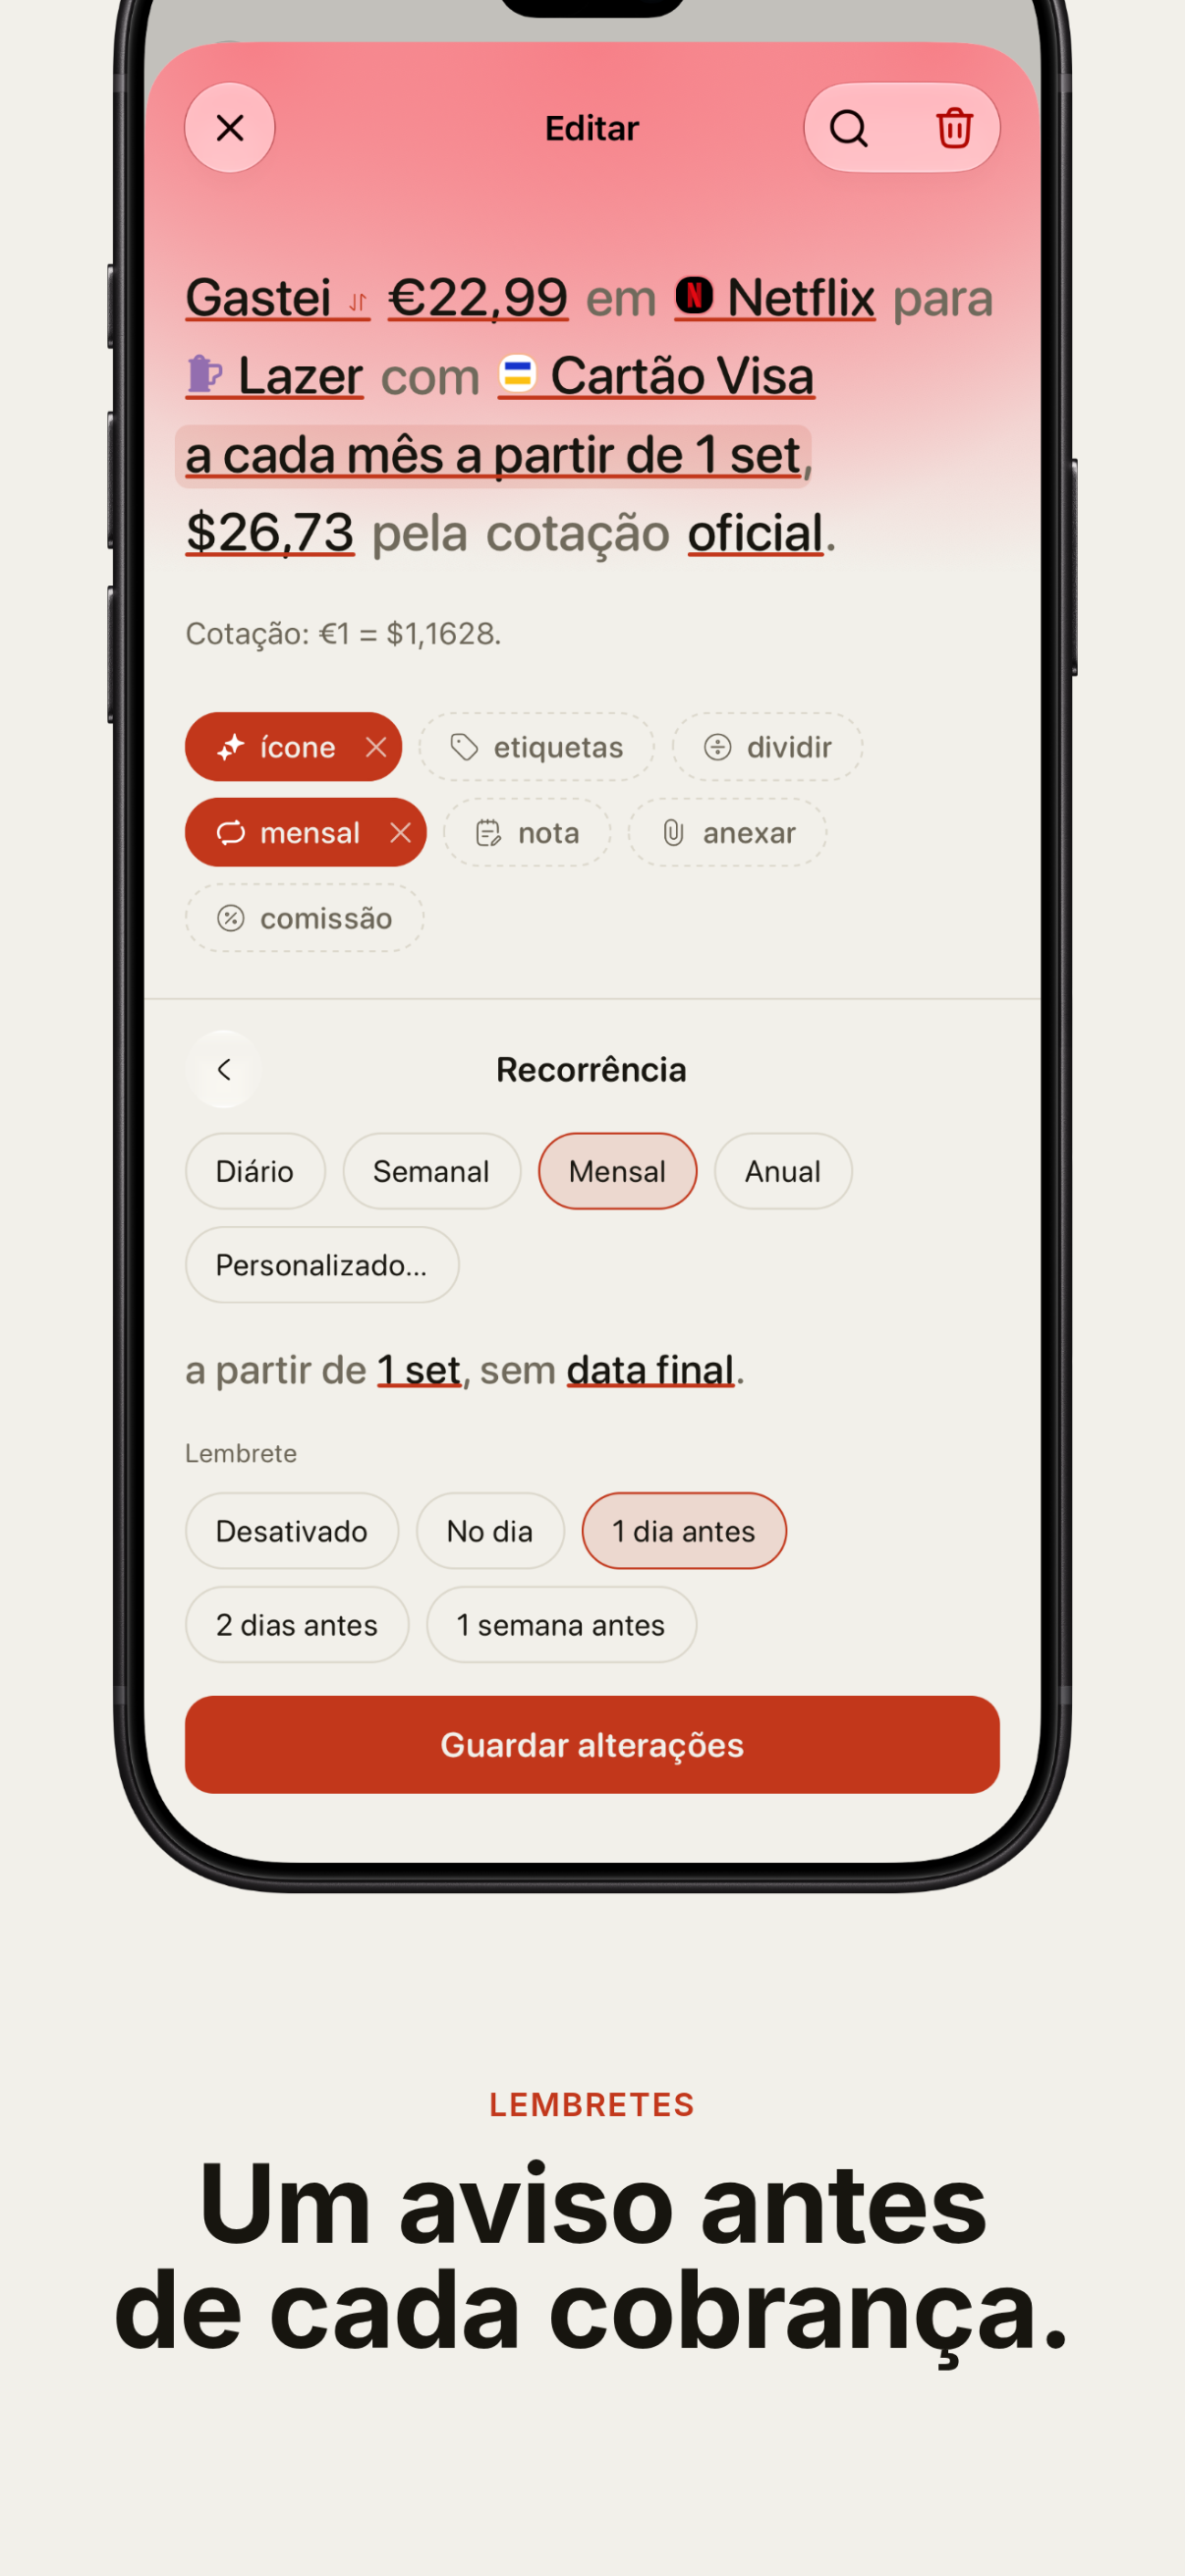 Editar
Gastei €22,99 em Netflix para
Lazer com Cartão Visa
a cada mês a partir de 1 set,
$26,73 pela cotação oficial.
Cotação: €1 = $1,1628.
ícone etiquetas dividir
mensal nota anexar
comissão
Recorrência
Diário Semanal Mensal Anual
Personalizado...
a partir de 1 set, sem data final.
Lembrete
Desativado No dia 1 dia antes
2 dias antes 1 semana antes
Guardar alterações
LEMBRETES
Um aviso antes
de cada cobrança.